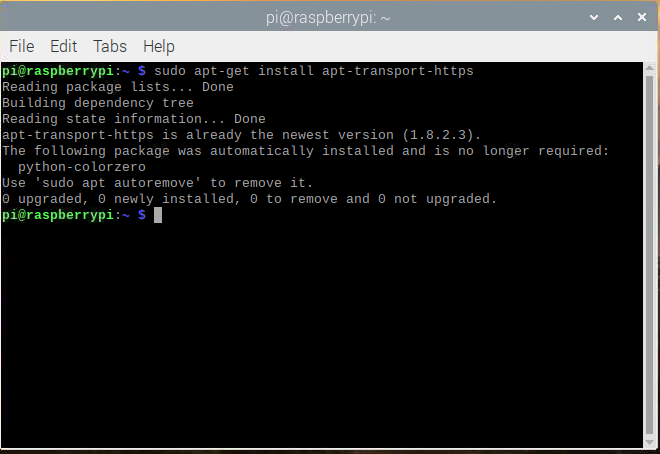 pi@raspberrypi: ~
File Edit Tabs Help
pi@raspberrypi:~ $ sudo apt-get install apt-transport-https
Reading package lists... Done
Building dependency tree
Reading state information... Done
apt-transport-https is already the newest version (1.8.2.3).
The following package was automatically installed and is no longer required:
  python-colorzero
Use 'sudo apt autoremove' to remove it.
0 upgraded, 0 newly installed, 0 to remove and 0 not upgraded.
pi@raspberrypi:~ $